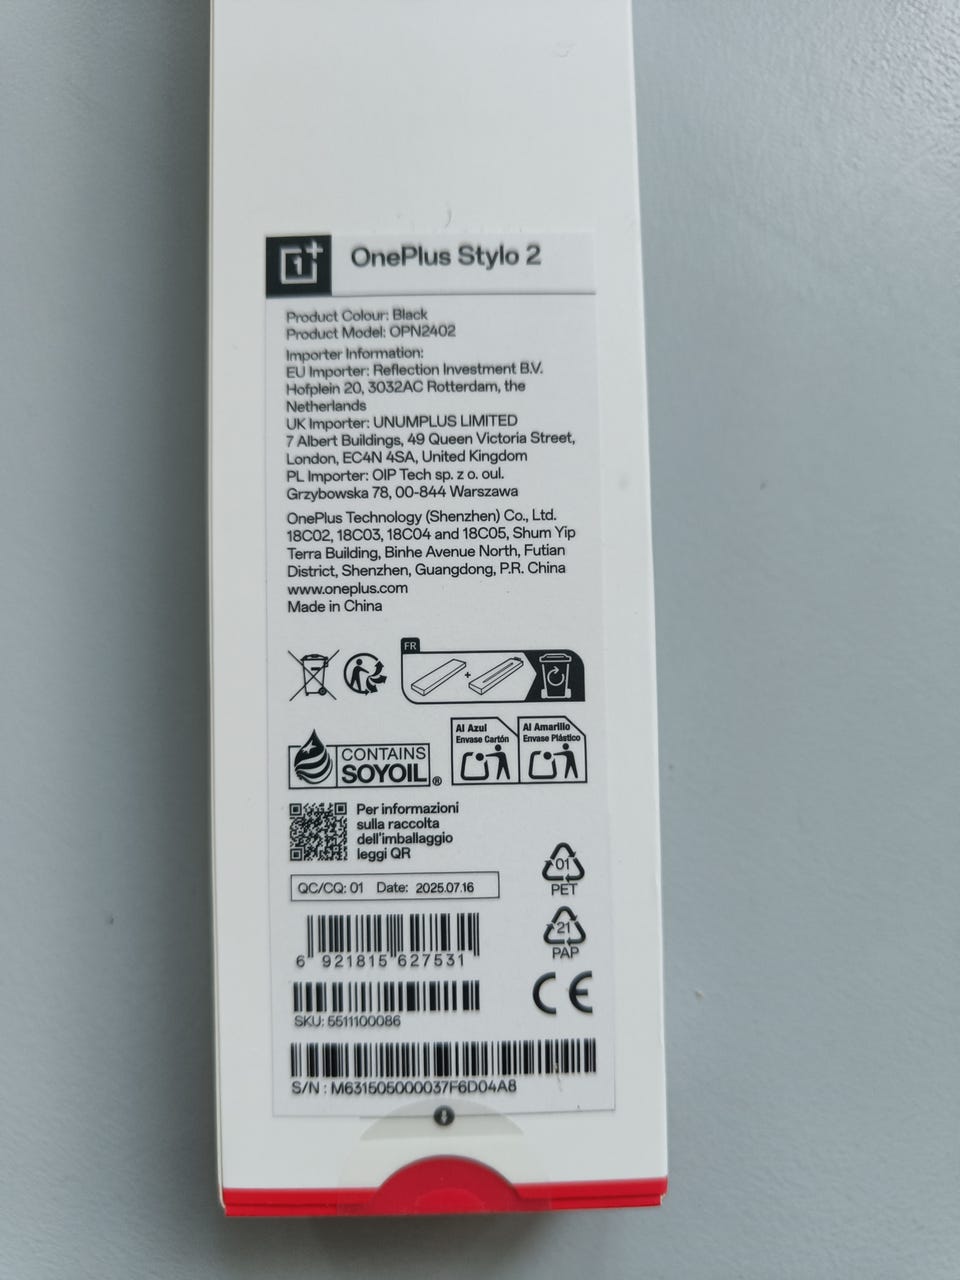 OnePlus Stylo 2
Product Colour: Black
Product Model: OPN2402
Importer Information:
EU Importer: Reflection Investment B.V.
Hofplein 20, 3032AC Rotterdam, the
Netherlands
UK Importer: UNUMPLUS LIMITED
7 Albert Buildings, 49 Queen Victoria Street,
London, EC4N 4SA, United Kingdom
PL Importer: OIP Tech sp. z o. oul.
Grzybowska 78, 00-844 Warszawa
OnePlus Technology (Shenzhen) Co., Ltd.
18C02, 18C03, 18C04 and 18C05, Shum Yip
Terra Building, Binhe Avenue North, Futian
District, Shenzhen, Guangdong, P.R. China
www.oneplus.com
Made in China
FR
+
CONTAINS
SOYOIL®
Al Azul
Envase Cartón
Al Amarillo
Envase Plástico
Per informazioni
sulla raccolta
dell'imballaggio
leggi QR
01
PET
QC/CQ: 01 Date: 2025.07.16
21
PAP
6 921815 627531
CE
SKU: 5511100086
S/N : M631505000037F6D04A8